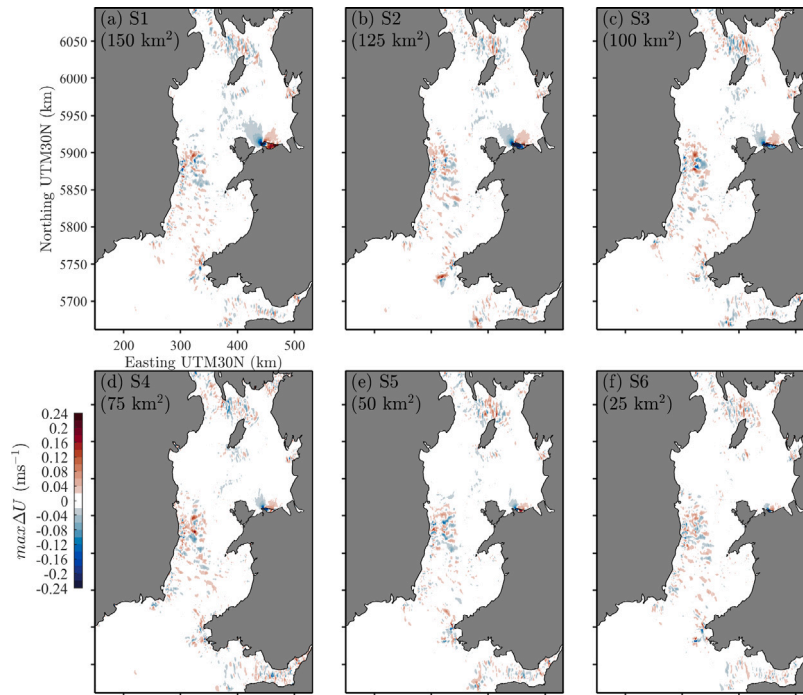 (a) S1
(150 km²)
(b) S2
(125 km²)
(c) S3
(100 km²)
6050
6000
5950
5900
5850
5800
5750
5700
Northing UTM30N (km)
200
300
400
500
Easting UTM30N (km)
(d) S4
(75 km²)
(e) S5
(50 km²)
(f) S6
(25 km²)
0.24
0.2
0.16
0.12
0.08
0.04
0
-0.04
-0.08
-0.12
-0.16
-0.2
-0.24
maxΔU (ms⁻¹)